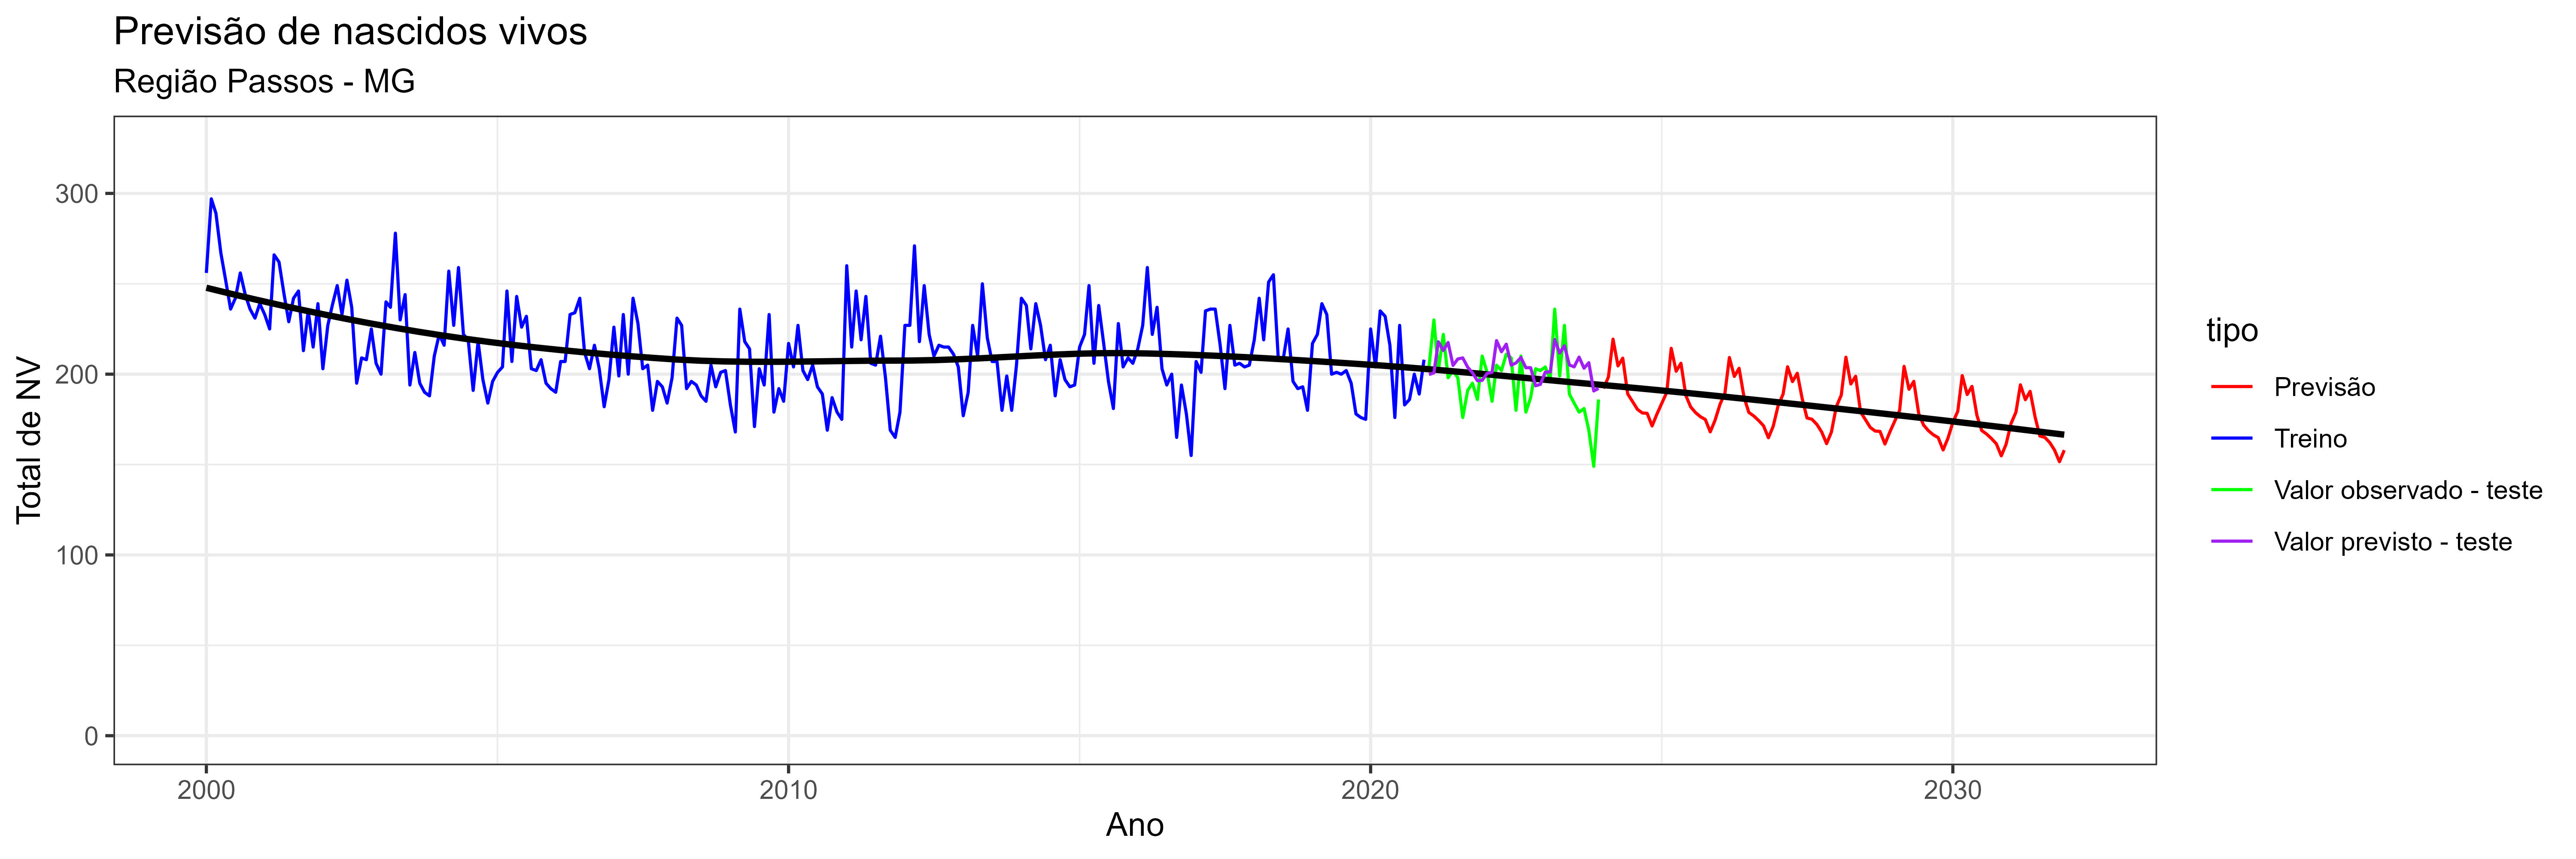 Previsão de nascidos vivos
Região Passos - MG
Total de NV
300
200
100
0
2000
2010
2020
2030
Ano
tipo
Previsão
Treino
Valor observado - teste
Valor previsto - teste